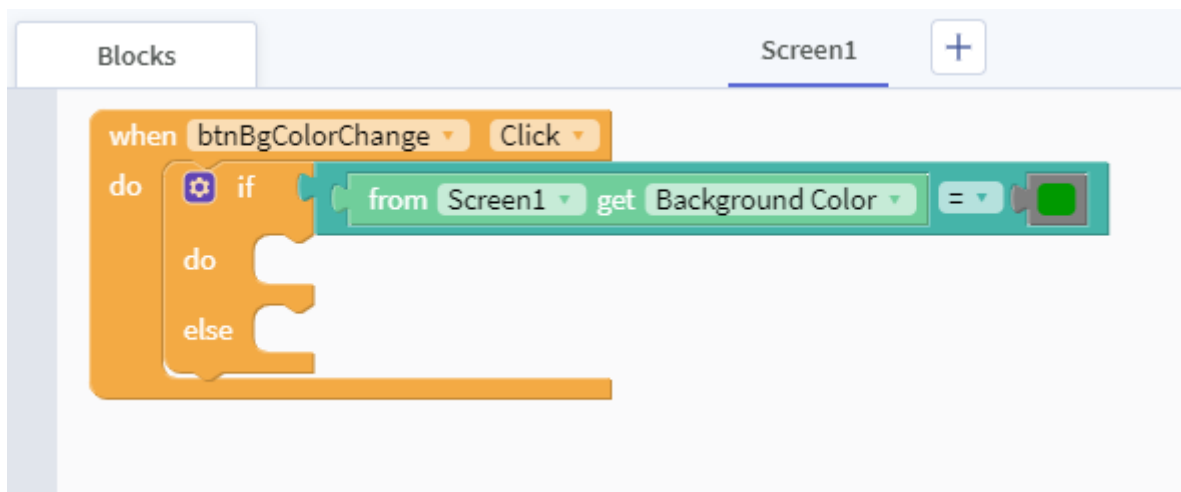 Blocks
Screen1 +
when btnBgColorChange Click
do if from Screen1 get Background Color =
do
else